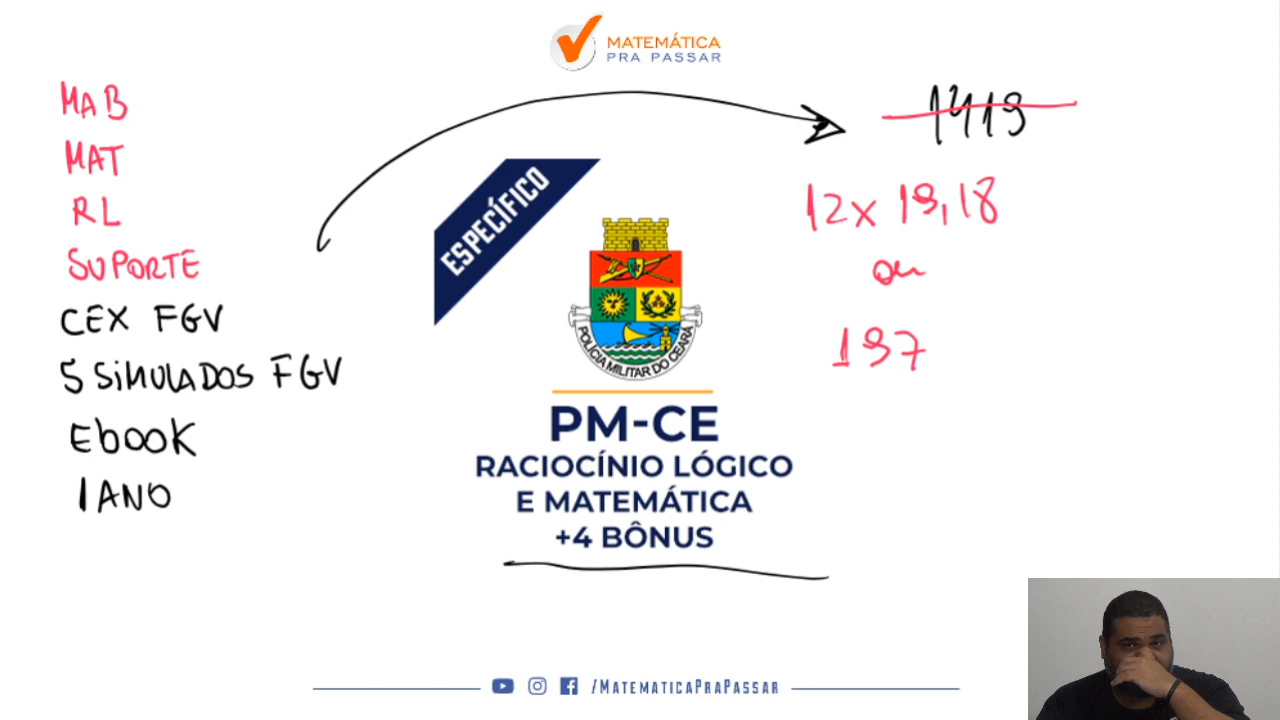 MATEMÁTICA
PRA PASSAR
MAB
MAT
RL
SUPORTE
CEX FGV
5 SIMULADOS FGV
Ebook
1 ANO
ESPECÍFICO
POLÍCIA MILITAR DO CEARÁ
PM-CE
RACIOCÍNIO LÓGICO
E MATEMÁTICA
+4 BÔNUS
1419
12x 19,18
ou
197
/MATEMATICAPRAPASSAR